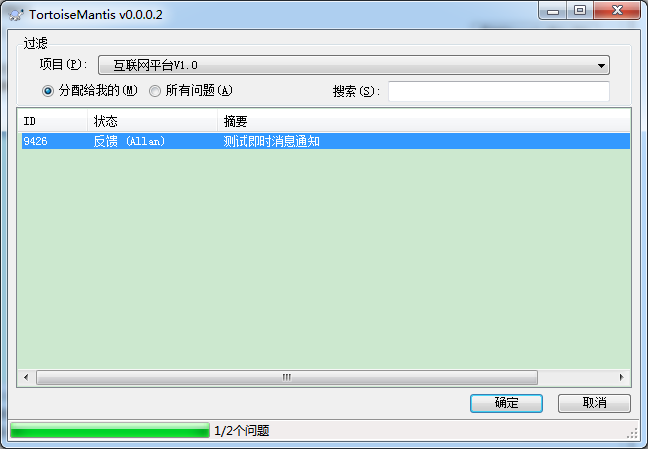 TortoiseMantis v0.0.0.2
过滤
项目(P): 互联网平台V1.0
分配给我的(M) 所有问题(A) 搜索(S):
ID 状态 摘要
9426 反馈 (Allan) 测试即时消息通知
确定 取消
1/2个问题